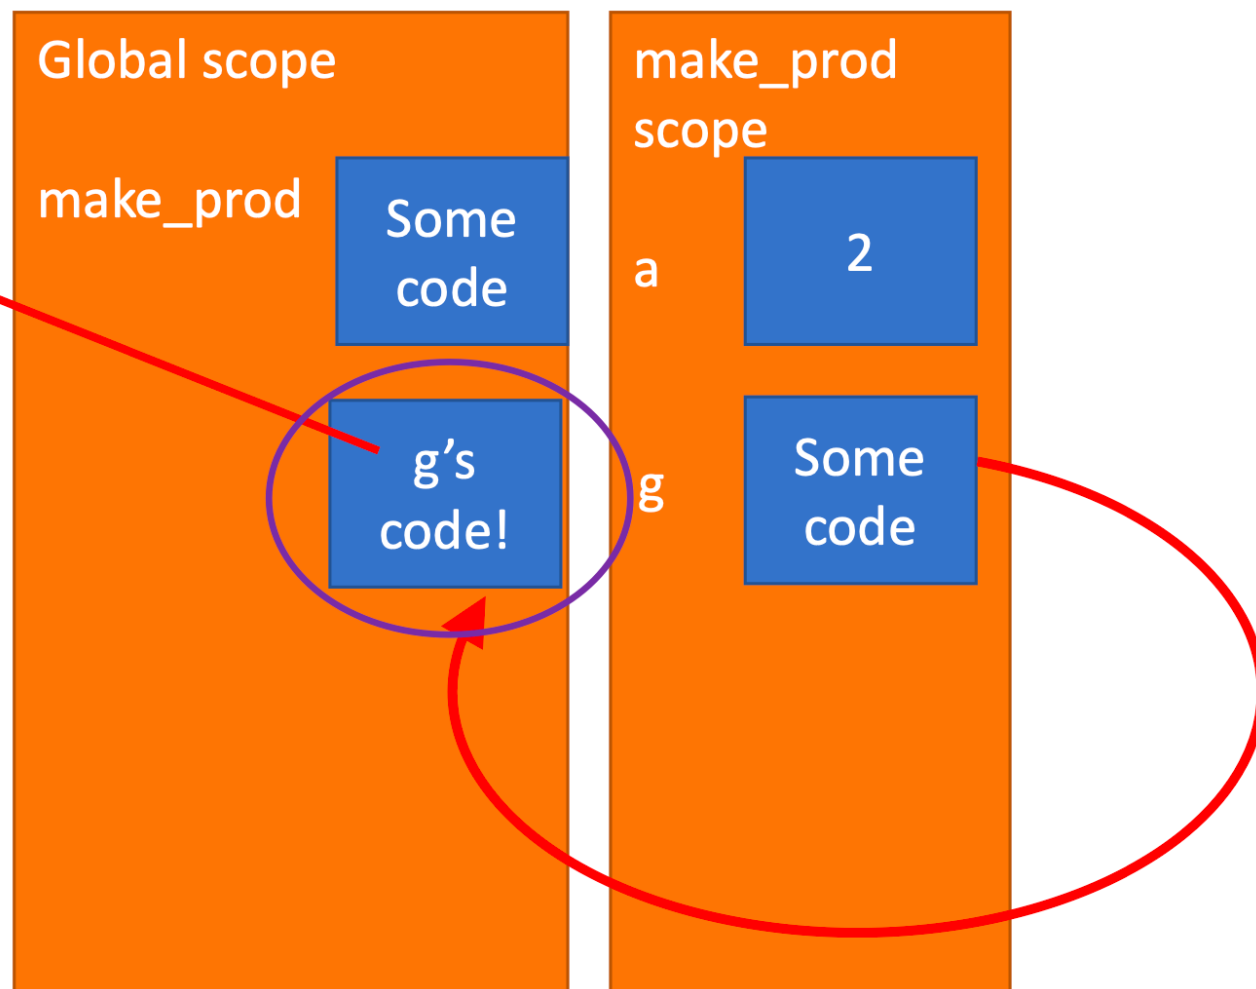 Global scope
make_prod
Some
code
g's
code!
make_prod
scope
a
2
g
Some
code